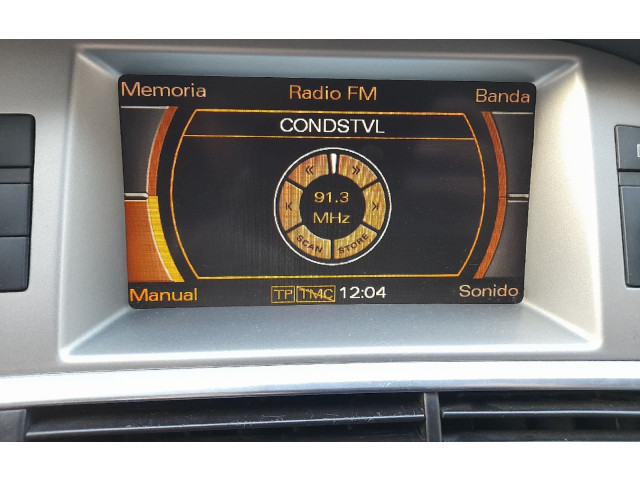 Memoria Radio FM Banda
CONDSTVL
91.3
MHz
SCAN STORE
Manual TP TMC 12:04 Sonido